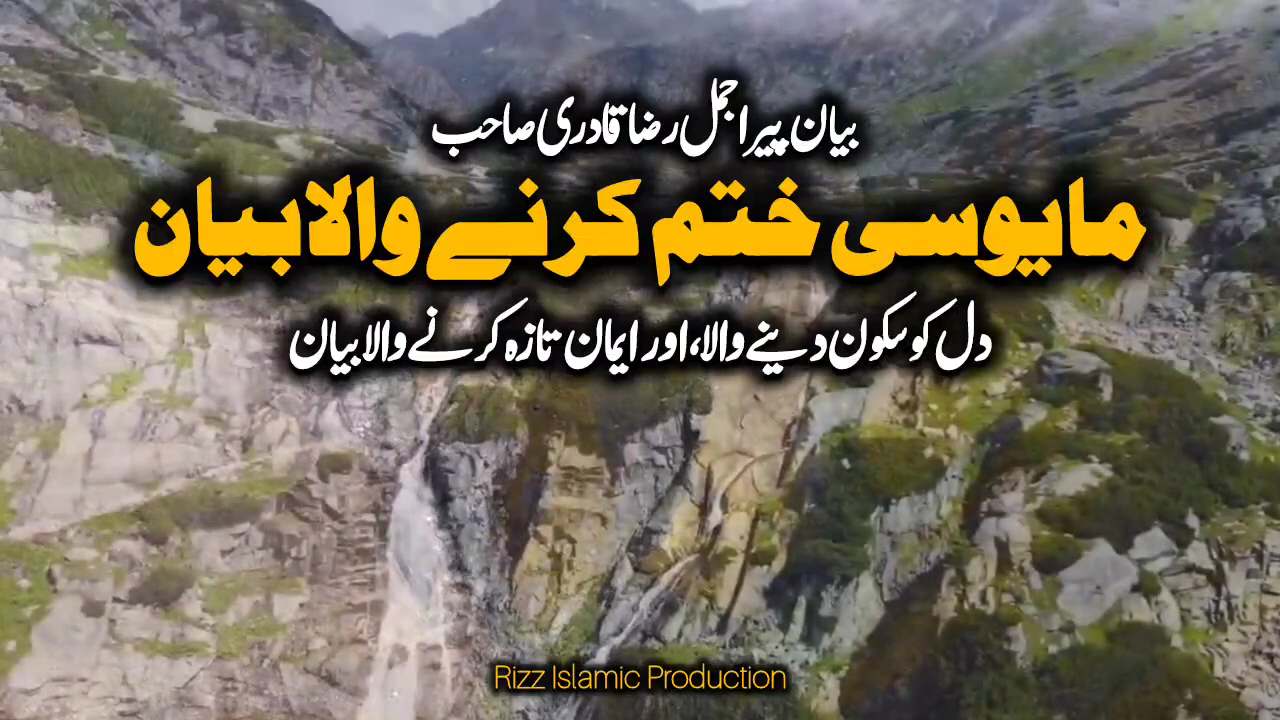 بیان پیر اجمل رضا قادری صاحب
مایوسی ختم کرنے والا بیان
دل کو سکون دینے والا، اور ایمان تازہ کرنے والا بیان
Rizz Islamic Production